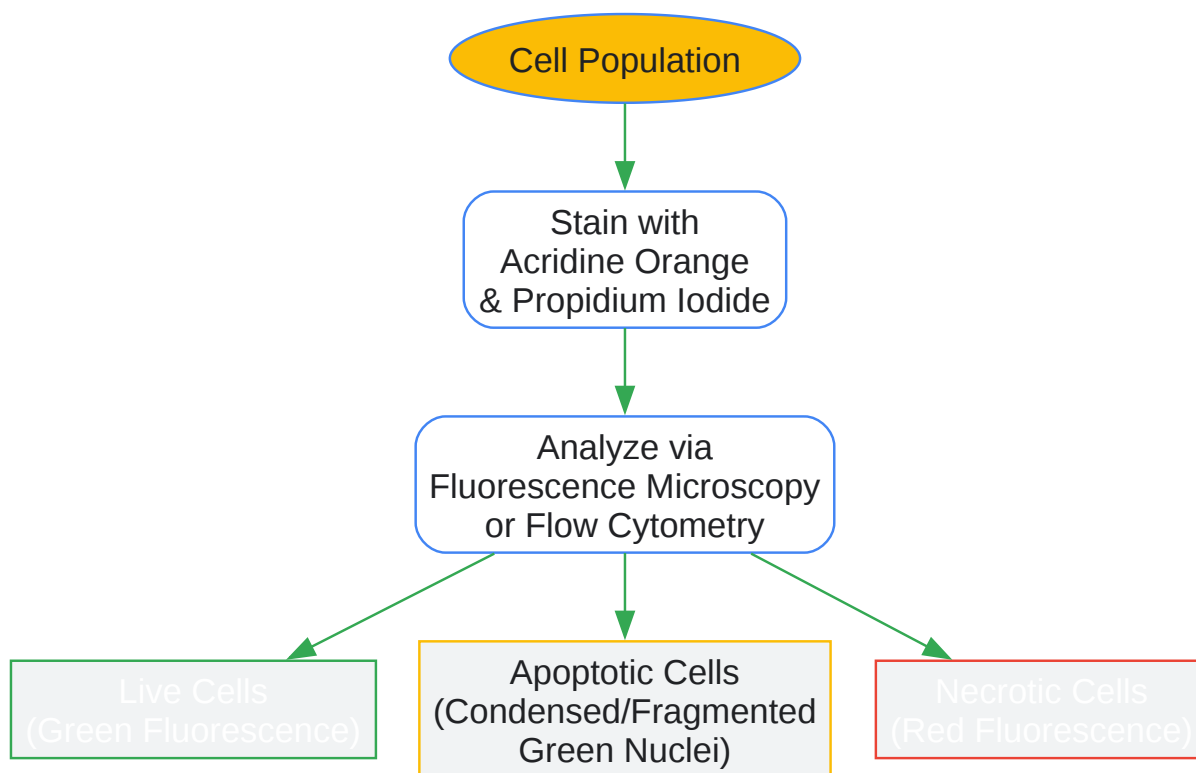 Cell Population
Stain with
Acridine Orange
& Propidium Iodide
Analyze via
Fluorescence Microscopy
or Flow Cytometry
Live Cells
(Green Fluorescence)
Apoptotic Cells
(Condensed/Fragmented
Green Nuclei)
Necrotic Cells
(Red Fluorescence)